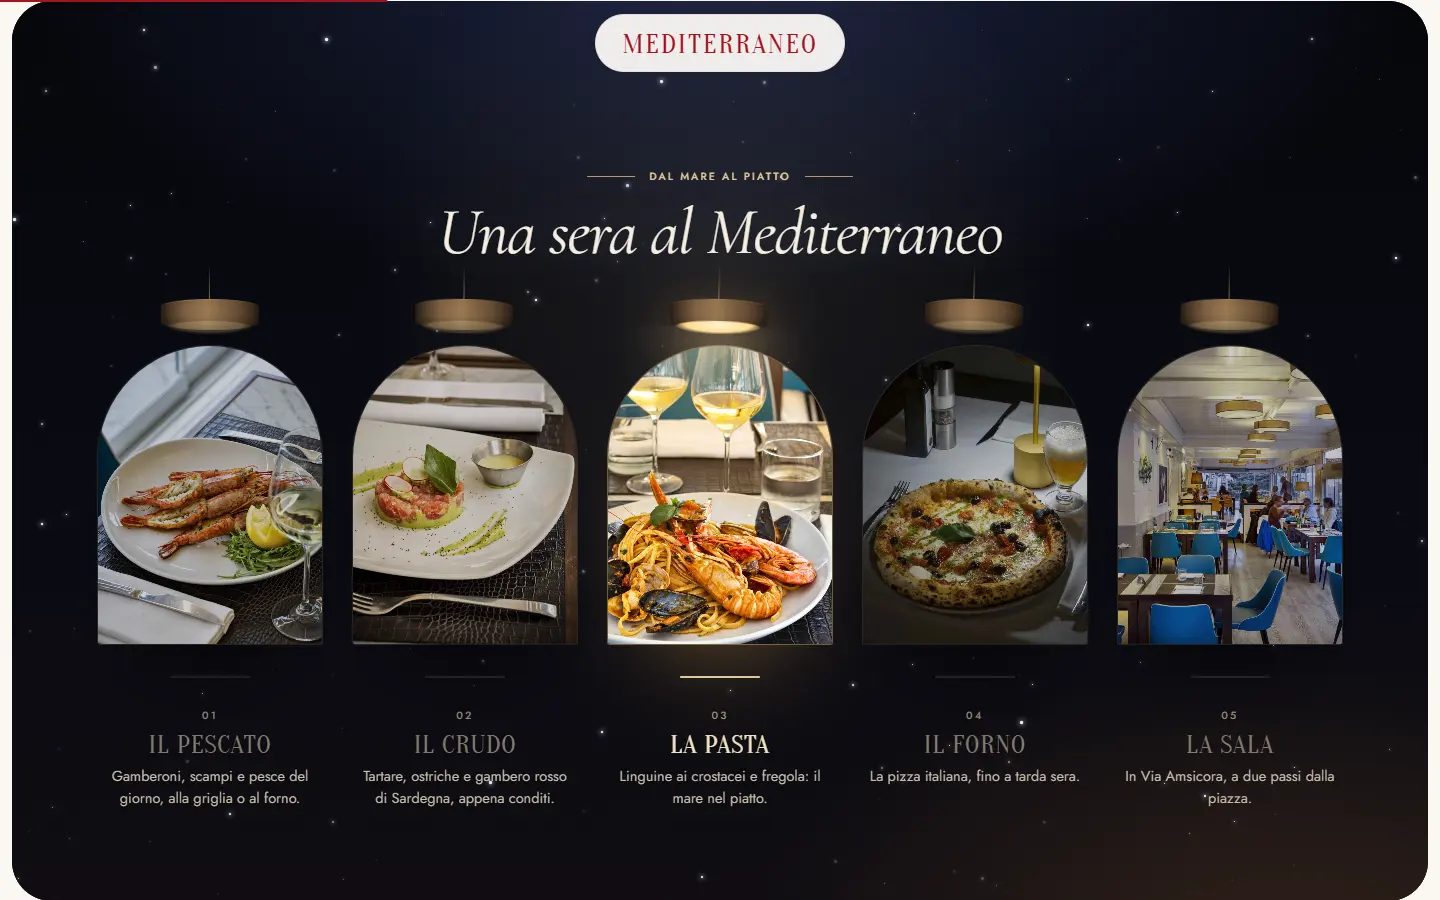 MEDITERRANEO
DAL MARE AL PIATTO
Una sera al Mediterraneo
01
IL PESCATO
Gamberoni, scampi e pesce del
giorno, alla griglia o al forno.
02
IL CRUDO
Tartare, ostriche e gambero rosso
di Sardegna, appena conditi.
03
LA PASTA
Linguine ai crostacei e fregola: il
mare nel piatto.
04
IL FORNO
La pizza italiana, fino a tarda sera.
05
LA SALA
In Via Amsicora, a due passi dalla
piazza.